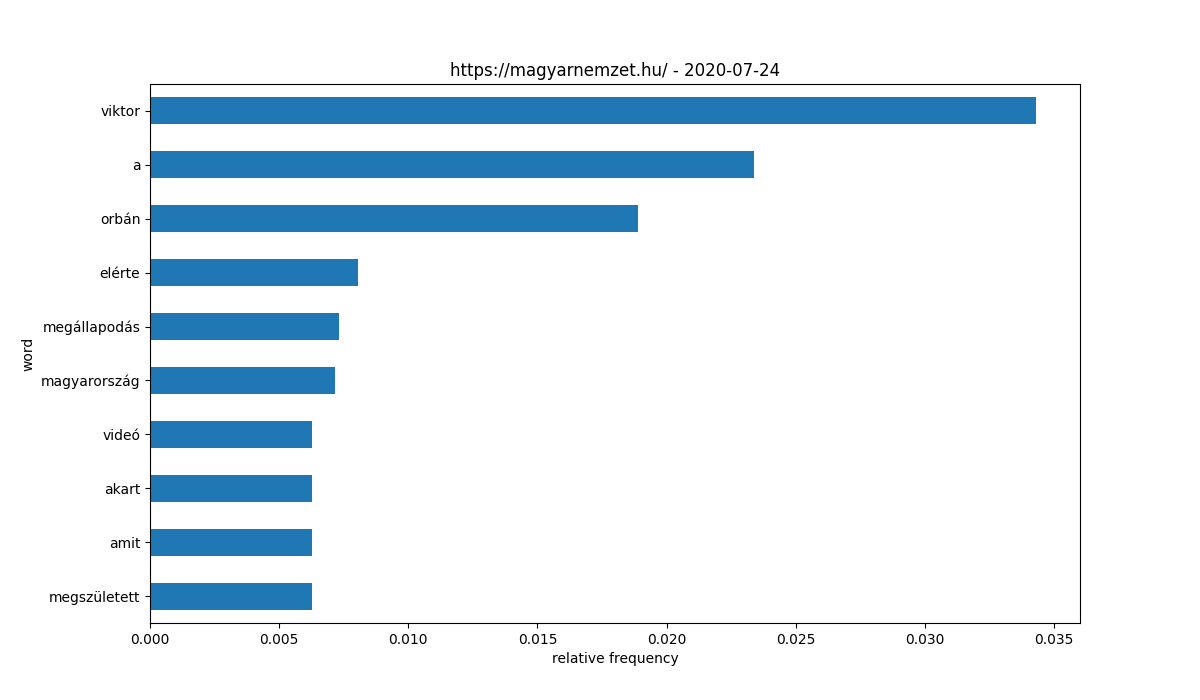 https://magyarnemzet.hu/ - 2020-07-24
viktor
a
orbán
elérte
megállapodás
magyarország
videó
akart
amit
megszületett
word
0.000 0.005 0.010 0.015 0.020 0.025 0.030 0.035
relative frequency